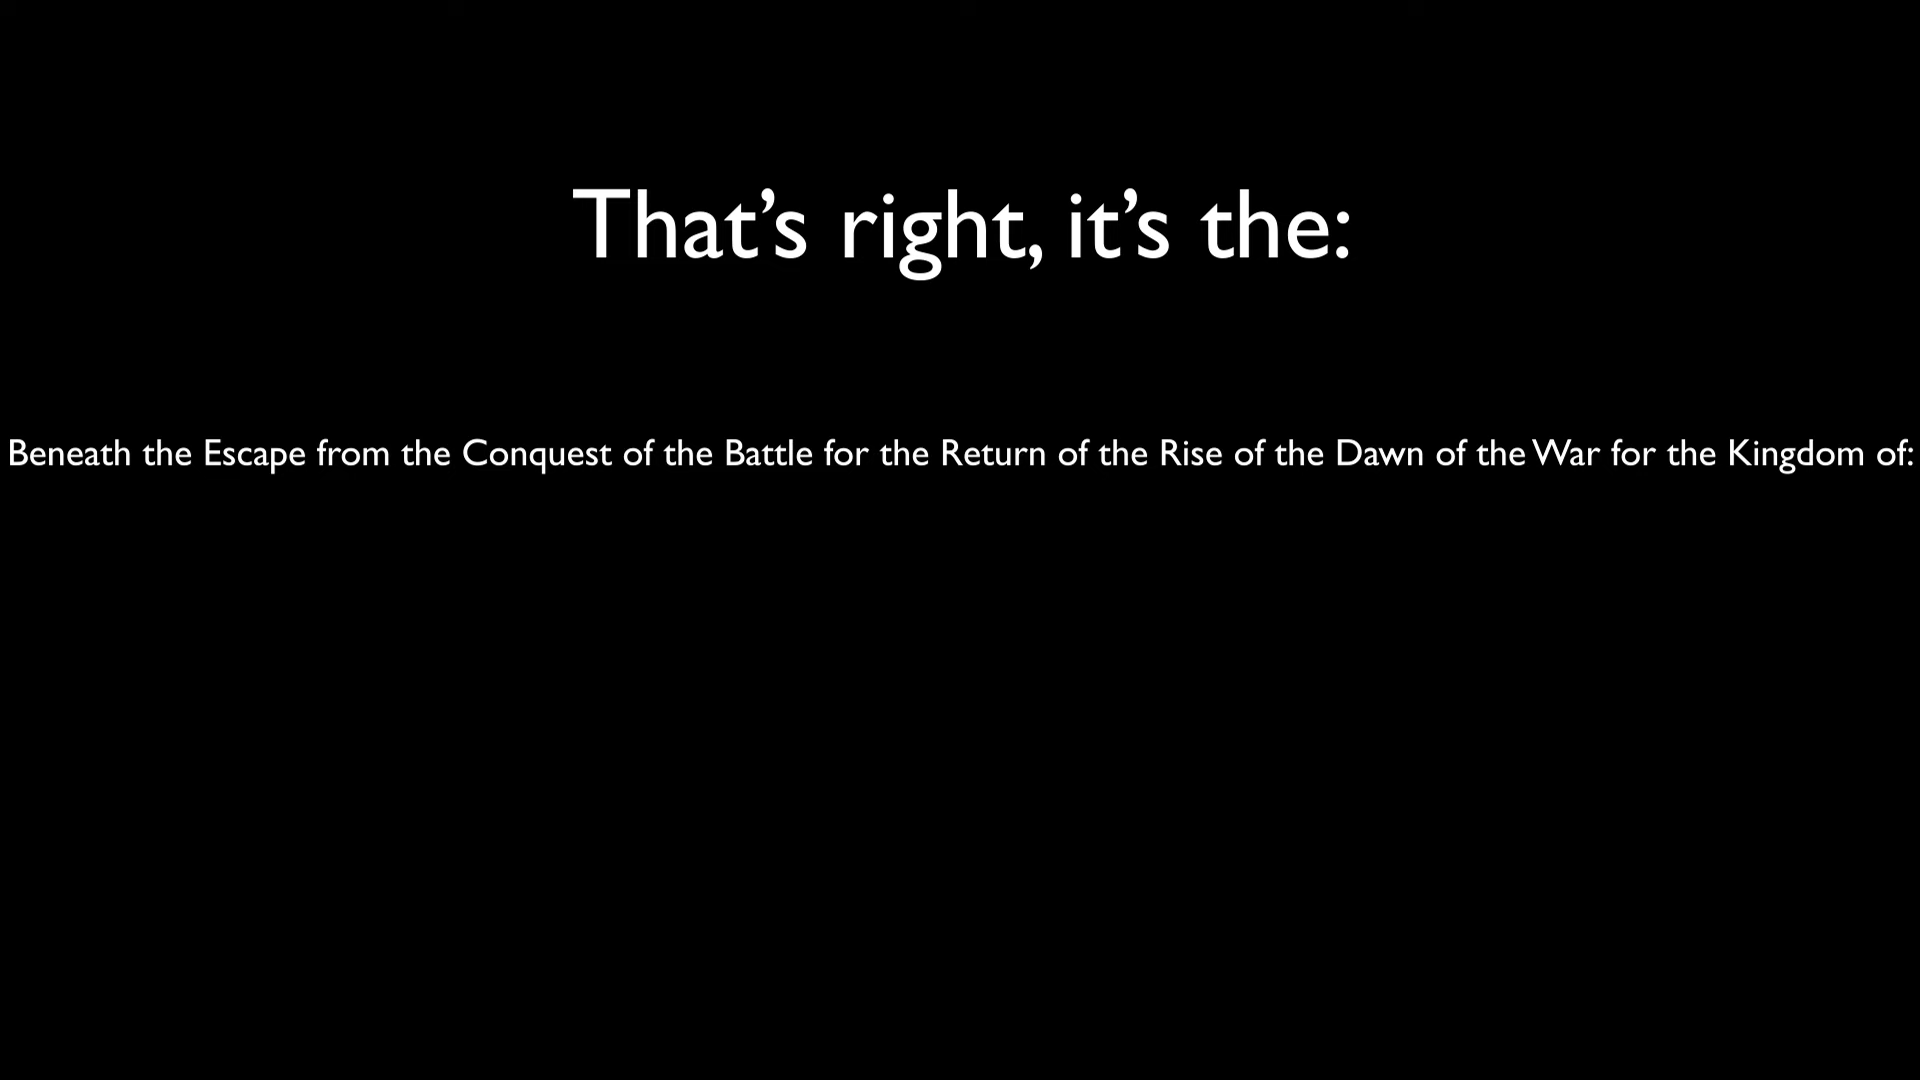 That’s right, it’s the:
Beneath the Escape from the Conquest of the Battle for the Return of the Rise of the Dawn of the War for the Kingdom of: